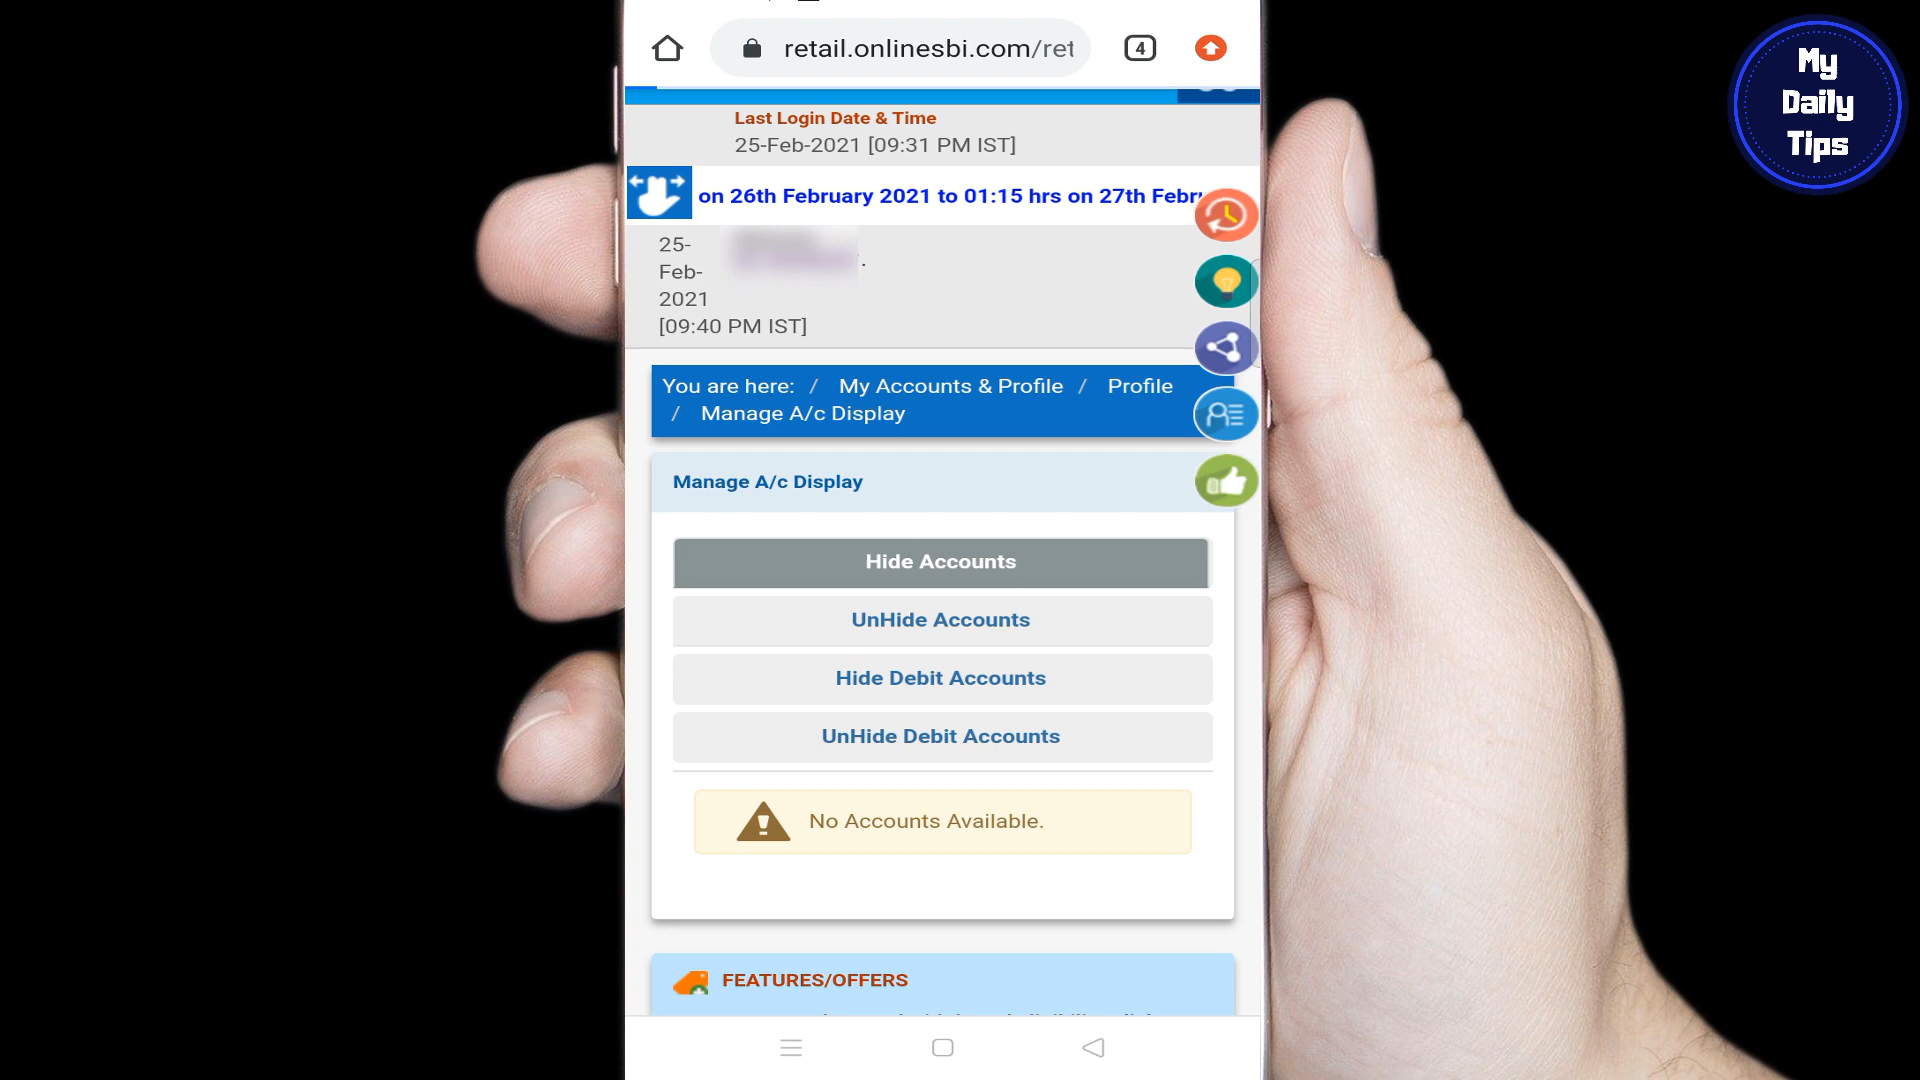 retail.onlinesbi.com/ret
4
My
Daily
Tips
Last Login Date & Time
25-Feb-2021 [09:31 PM IST]
on 26th February 2021 to 01:15 hrs on 27th
25-
Feb-
2021
[09:40 PM IST]
You are here: / My Accounts & Profile / Profile
/ Manage A/c Display
Manage A/c Display
Hide Accounts
UnHide Accounts
Hide Debit Accounts
UnHide Debit Accounts
No Accounts Available.
FEATURES/OFFERS